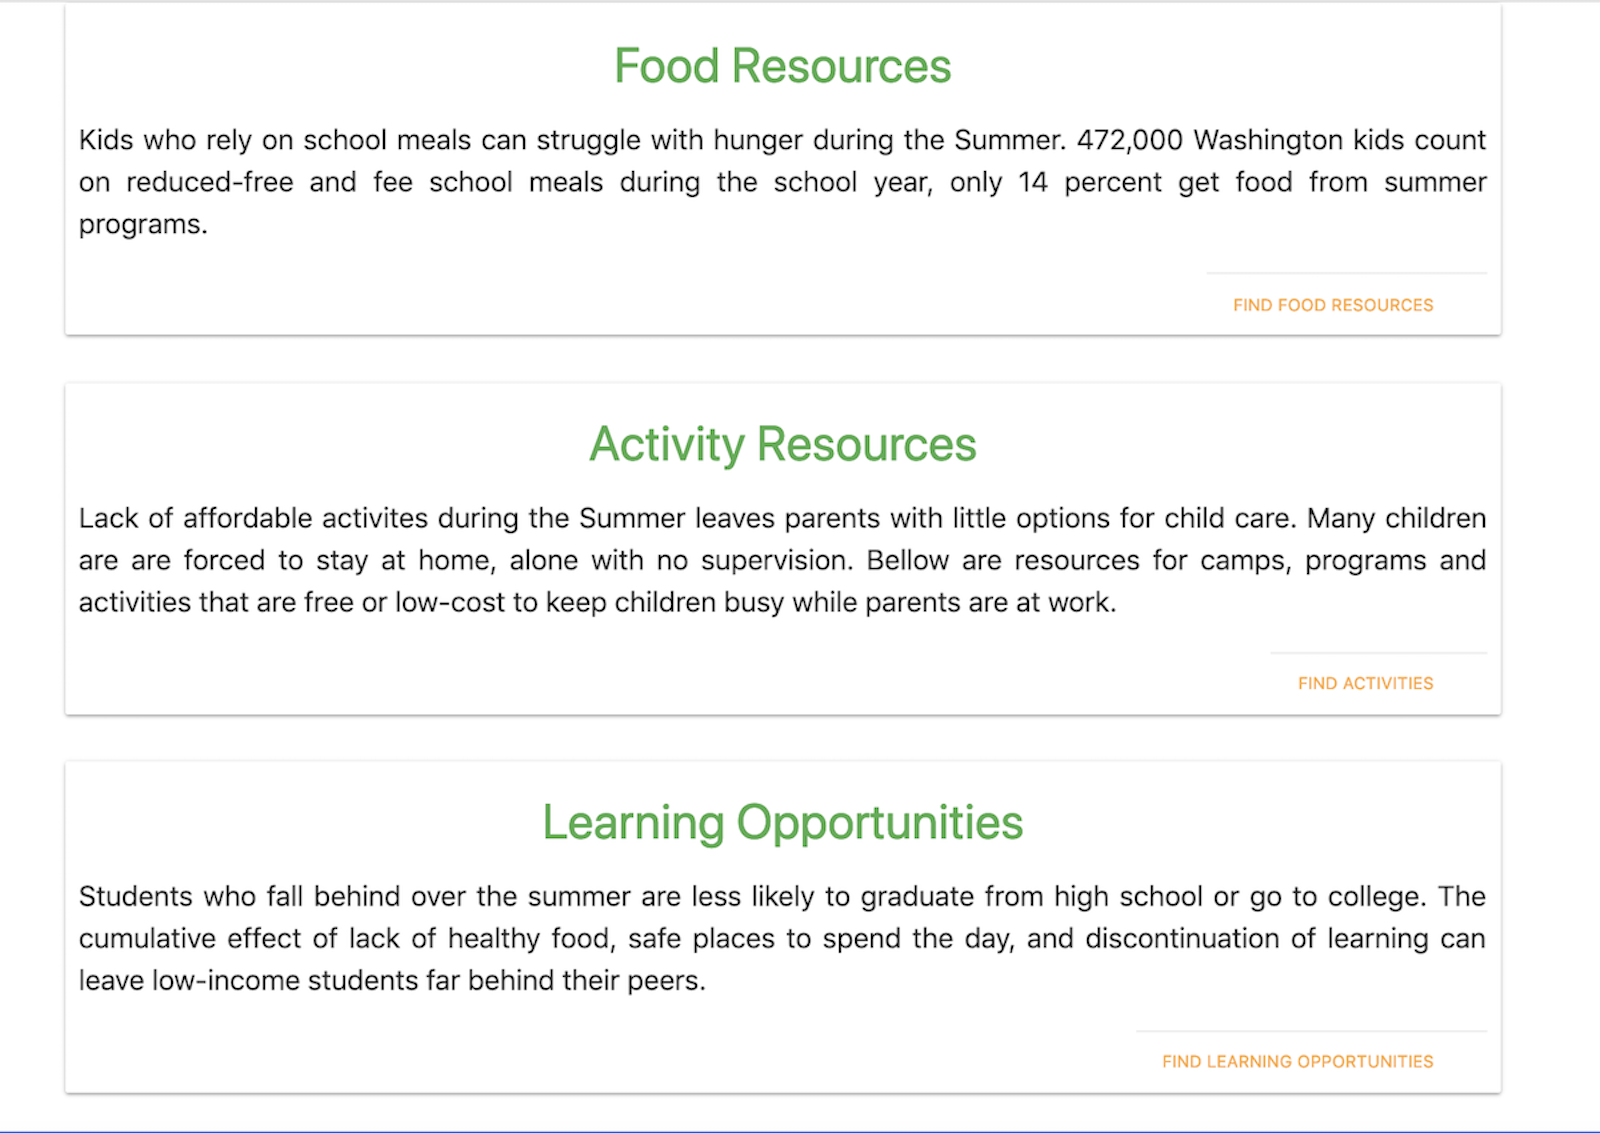 Food Resources
Kids who rely on school meals can struggle with hunger during the Summer. 472,000 Washington kids count
on reduced-free and fee school meals during the school year, only 14 percent get food from summer
programs.
FIND FOOD RESOURCES
Activity Resources
Lack of affordable activites during the Summer leaves parents with little options for child care. Many children
are are forced to stay at home, alone with no supervision. Bellow are resources for camps, programs and
activities that are free or low-cost to keep children busy while parents are at work.
FIND ACTIVITIES
Learning Opportunities
Students who fall behind over the summer are less likely to graduate from high school or go to college. The
cumulative effect of lack of healthy food, safe places to spend the day, and discontinuation of learning can
leave low-income students far behind their peers.
FIND LEARNING OPPORTUNITIES